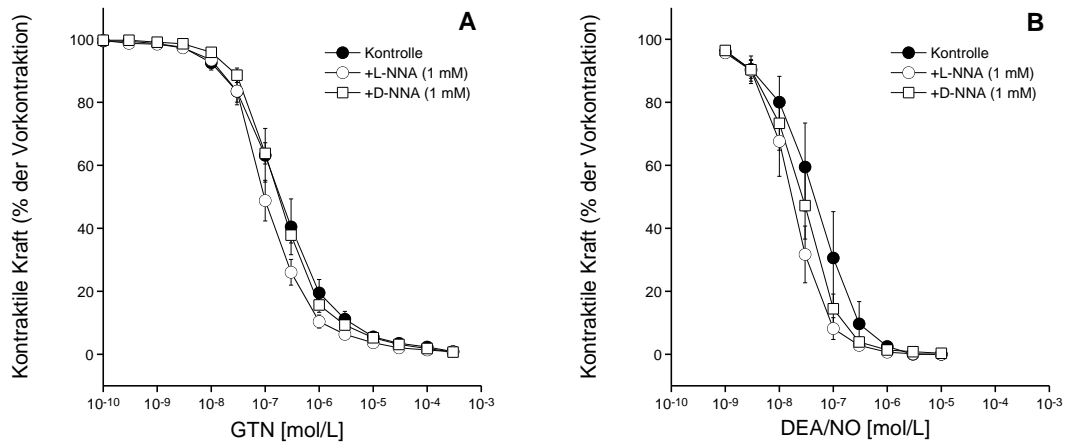 A
Kontraktile Kraft (% der Vorkontraktion)
100
80
60
40
20
0
Kontrolle
+L-NNA (1 mM)
+D-NNA (1 mM)
10-10 10-9 10-8 10-7 10-6 10-5 10-4 10-3
GTN [mol/L]
B
Kontraktile Kraft (% der Vorkontraktion)
100
80
60
40
20
0
Kontrolle
+L-NNA (1 mM)
+D-NNA (1 mM)
10-10 10-9 10-8 10-7 10-6 10-5 10-4 10-3
DEA/NO [mol/L]